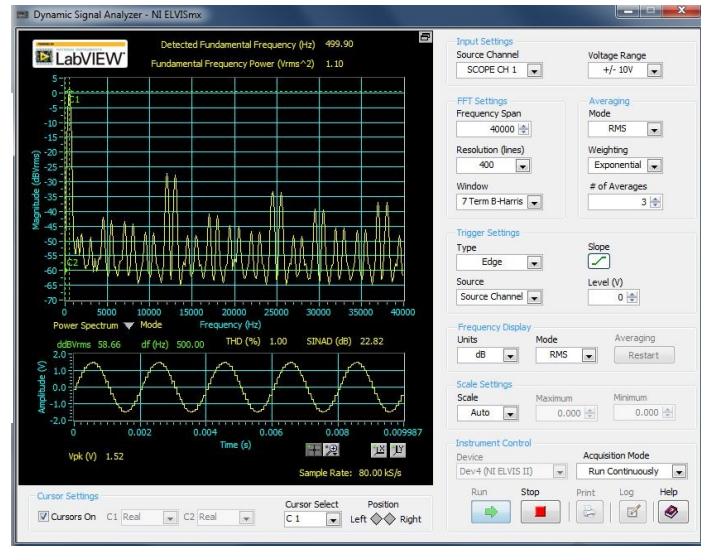 Dynamic Signal Analyzer - NI ELVISmx
LabVIEW
Detected Fundamental Frequency (Hz) 499.90
Fundamental Frequency Power (Vrms^2) 1.10
Magnitude (dBVrms)
5
0
-5
-10
-15
-20
-25
-30
-35
-40
-45
-50
-55
-60
-65
-70
C1
C2
0 5000 10000 15000 20000 25000 30000 35000 40000
Power Spectrum Mode Frequency (Hz)
ddBVrms 58.66 df (Hz) 500.00 THD (%) 1.00 SINAD (dB) 22.82
Amplitude (V)
2.0
1.0
0.0
-1.0
-2.0
0 0.002 0.004 0.006 0.008 0.009987
Time (s)
Vpk (V) 1.52
Sample Rate: 80.00 kS/s
Cursor Settings
Cursors On C1 Real C2 Real
Cursor Select Position
C 1 Left Right
Input Settings
Source Channel Voltage Range
SCOPE CH 1 +/- 10V
FFT Settings
Frequency Span
40000
Resolution (lines)
400
Window
7 Term B-Harris
Averaging
Mode
RMS
Weighting
Exponential
# of Averages
3
Trigger Settings
Type Slope
Edge
Source Level (V)
Source Channel 0
Frequency Display
Units Mode Averaging
dB RMS Restart
Scale Settings
Scale Maximum Minimum
Auto 0.000 0.000
Instrument Control
Device Acquisition Mode
Dev4 (NI ELVIS II) Run Continuously
Run Stop Print Log Help